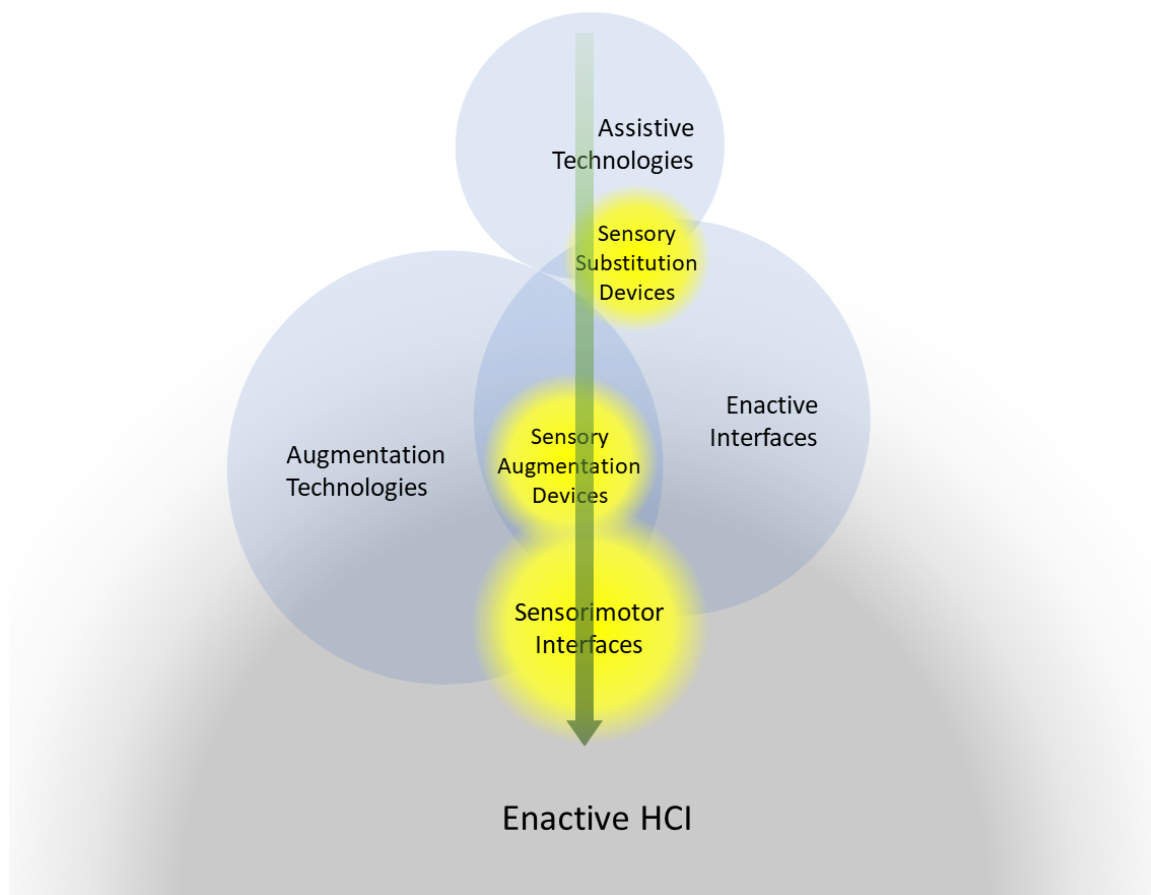 Assistive
Technologies
Sensory
Substitution
Devices
Enactive
Interfaces
Augmentation
Technologies
Sensory
Augmentation
Devices
Sensorimotor
Interfaces
Enactive HCI